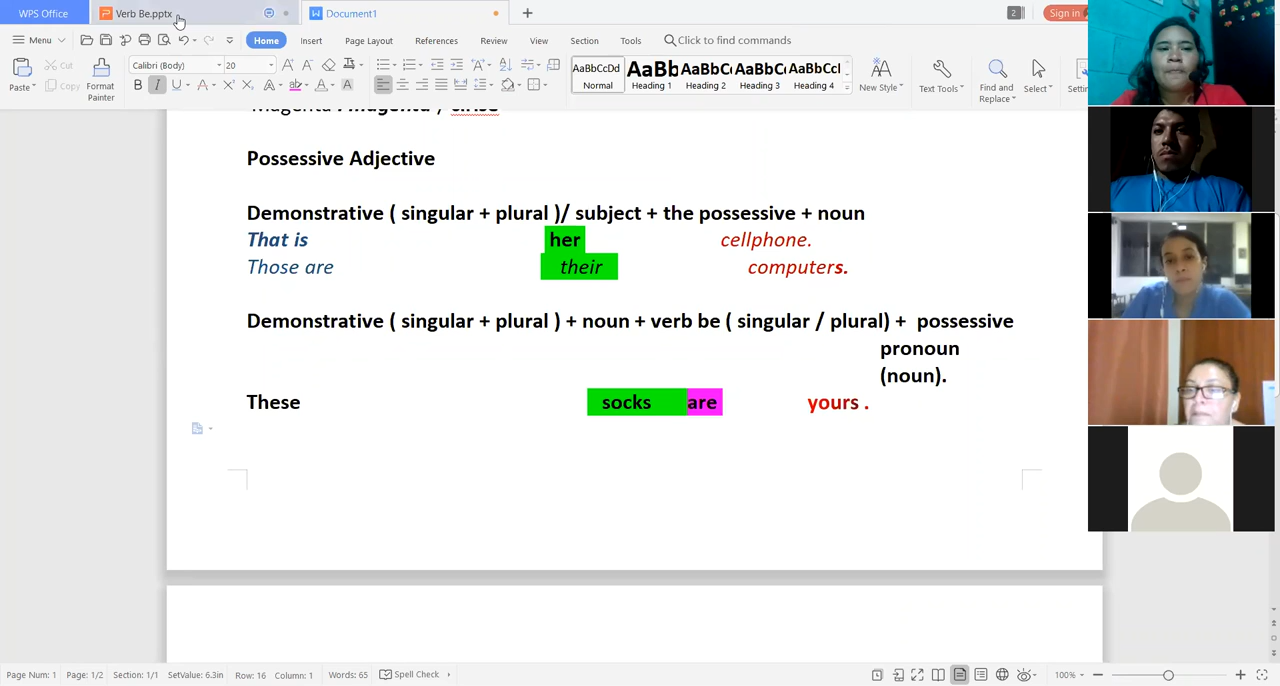 WPS Office
Verb Be.pptx
Document1
2
Sign in
Menu
Home
Insert
Page Layout
References
Review
View
Section
Tools
Click to find commands
Paste
Cut
Copy
Format Painter
Calibri (Body)
20
AaBbCcDd
Normal
AaBb
Heading 1
AaBbC
Heading 2
AaBbC
Heading 3
AaBbCcI
Heading 4
New Style
Text Tools
Find and Replace
Select
Possessive Adjective
Demonstrative ( singular + plural )/ subject + the possessive + noun
That is her cellphone.
Those are their computers.
Demonstrative ( singular + plural ) + noun + verb be ( singular / plural) + possessive
pronoun
(noun).
These socks are yours .
Page Num: 1
Page: 1/2
Section: 1/1
SetValue: 6.3in
Row: 16
Column: 1
Words: 65
Spell Check
100%